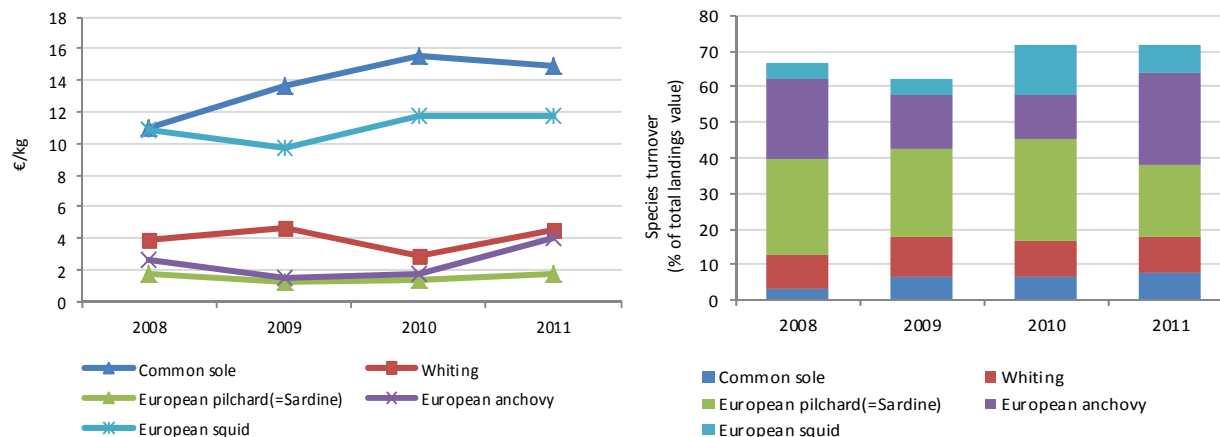 €/kg
18
16
14
12
10
8
6
4
2
0
2008 2009 2010 2011
Common sole Whiting
European pilchard(=Sardine) European anchovy
European squid
Species turnover
(% of total landings value)
80
70
60
50
40
30
20
10
0
2008 2009 2010 2011
Common sole Whiting
European pilchard(=Sardine) European anchovy
European squid